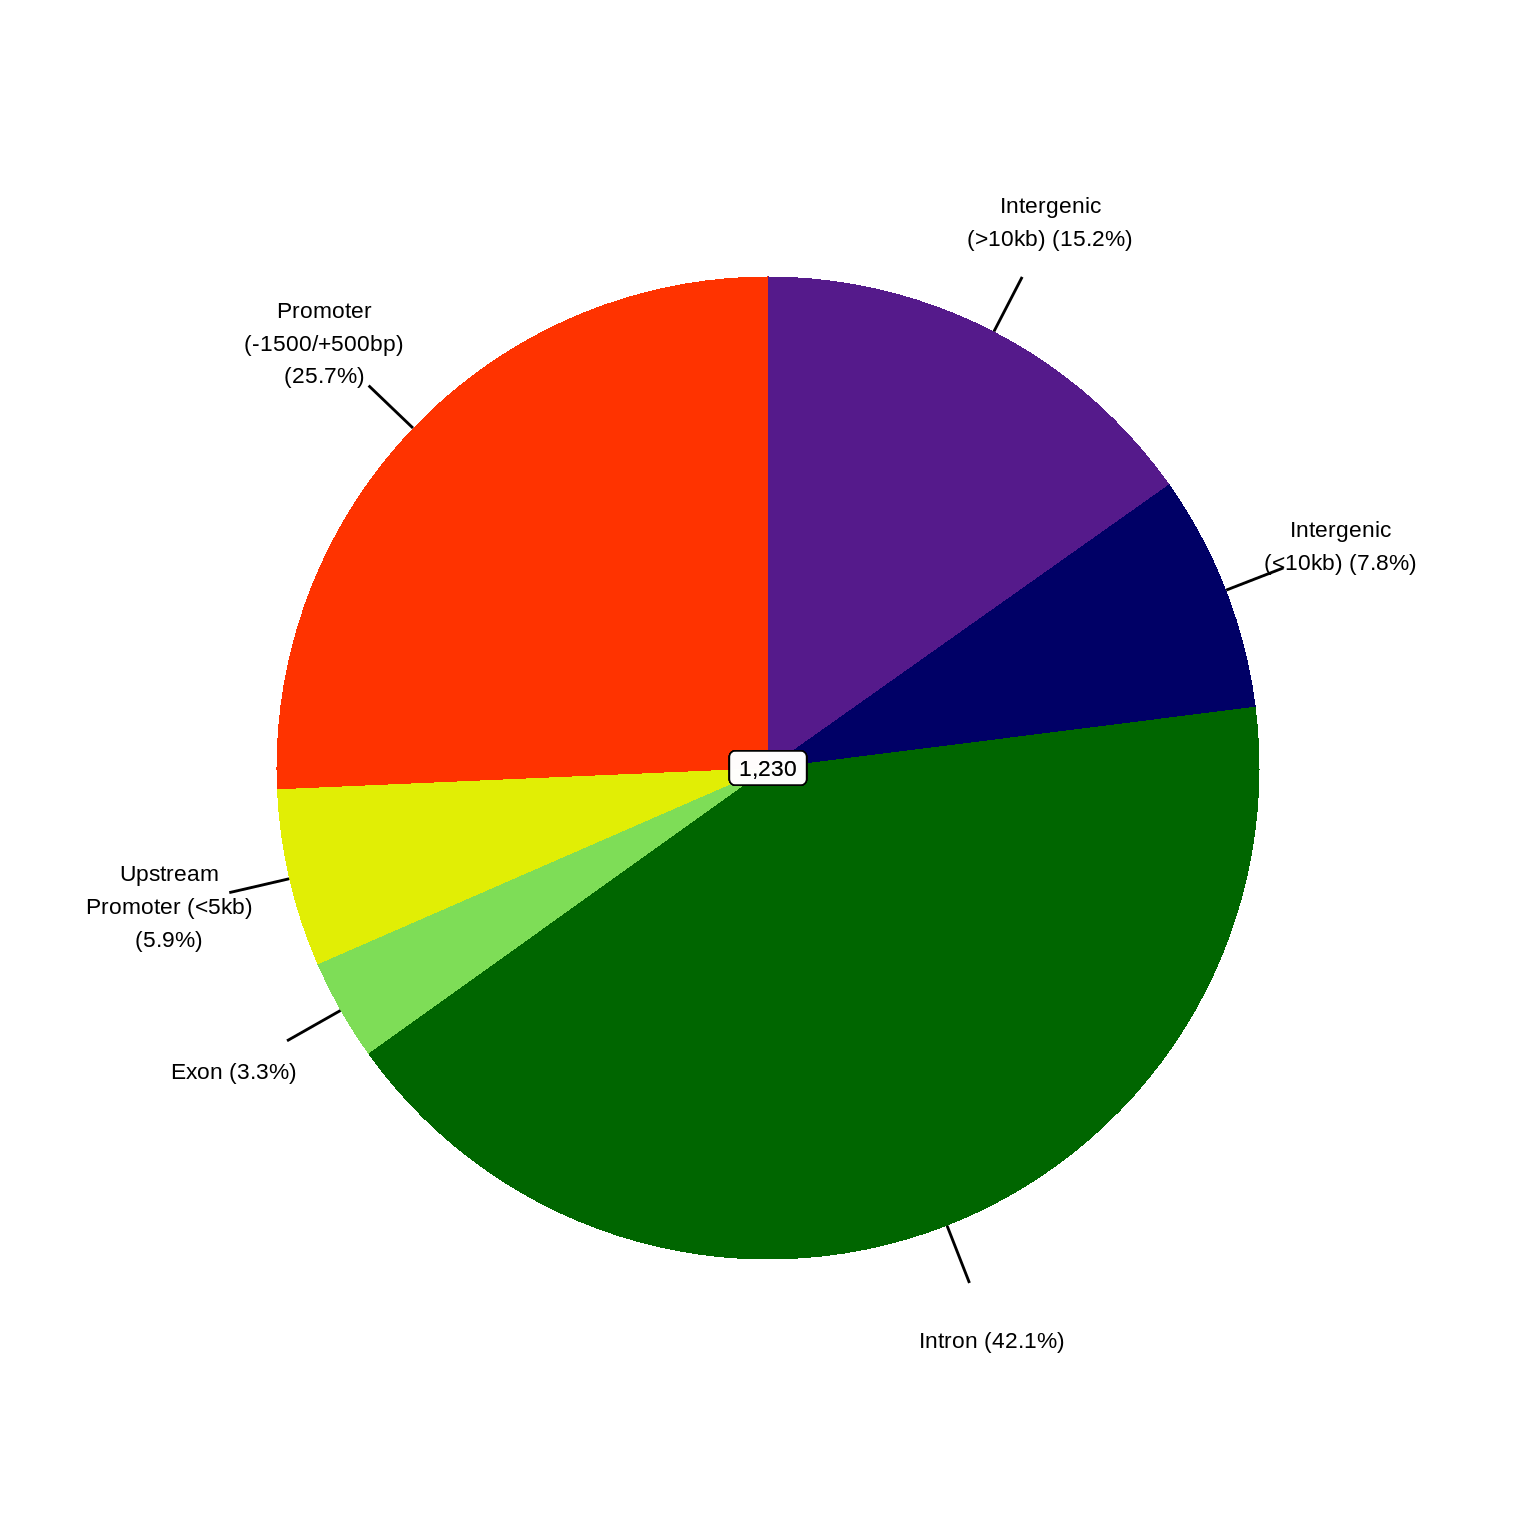 Intergenic
(>10kb) (15.2%)
Promoter
(-1500/+500bp)
(25.7%)
Intergenic
(<10kb) (7.8%)
1,230
Upstream
Promoter (<5kb)
(5.9%)
Exon (3.3%)
Intron (42.1%)